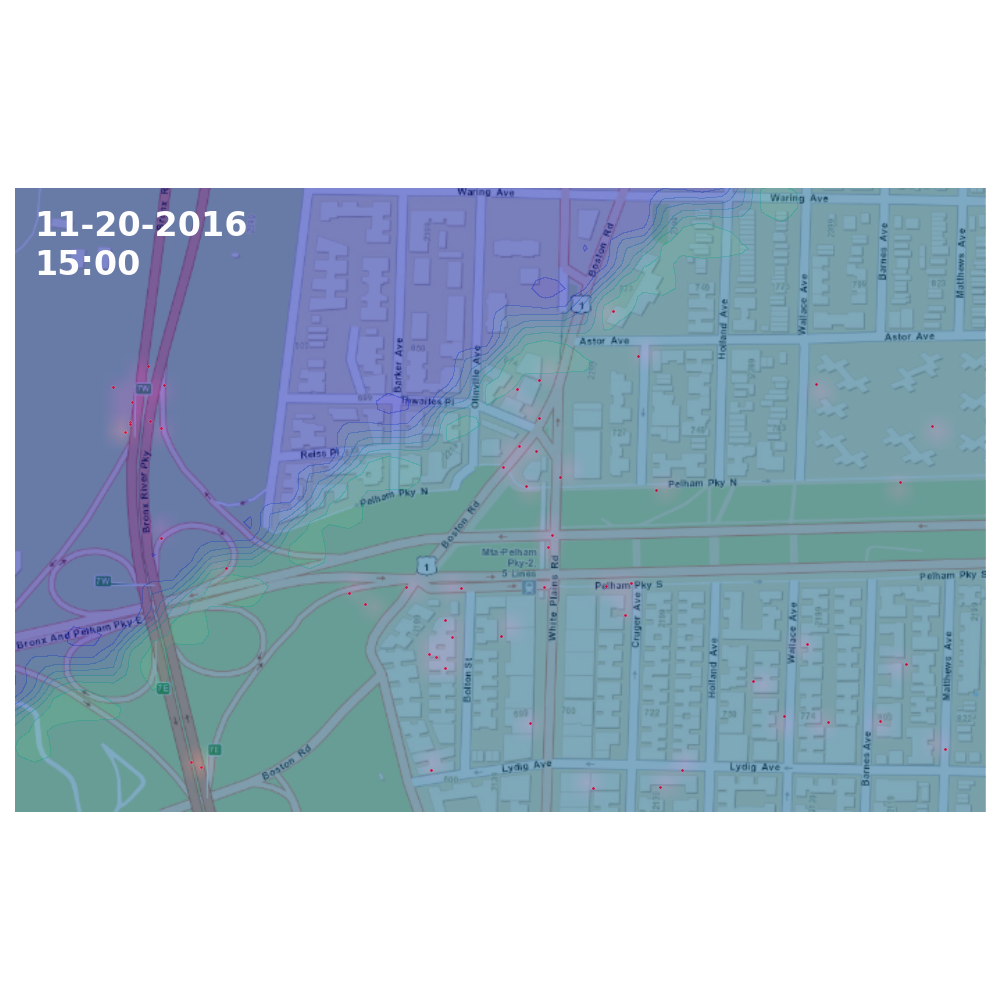 11-20-2016
15:00
Waring Ave
Waring Ave
Boston Rd
Barnes Ave
Matthews Ave
1
Wallace Ave
Holland Ave
Astor Ave
Astor Ave
Barker Ave
Olinville Ave
7W
Thwaites Pl
Reiss Pl
Bronx River Pky
Pelham Pky N
Pelham Pky N
Boston Rd
Mta-Pelham
Pky-2,
5 Lines
1
7W
White Plains Rd
Pelham Pky S
Pelham Pky S
Cruger Ave
Bronx And Pelham Pky E
Bolton St
Holland Ave
Wallace Ave
Matthews Ave
7E
7E
Boston Rd
Lydig Ave
Lydig Ave
Barnes Ave